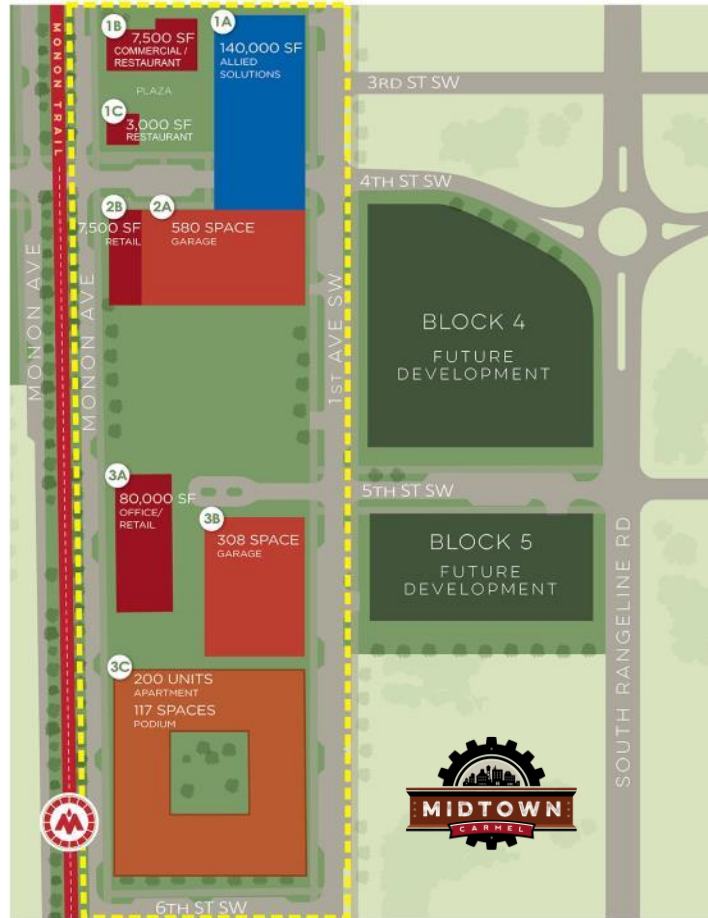 MONON TRAIL
1B
7,500 SF
COMMERCIAL /
RESTAURANT
PLAZA
1C
3,000 SF
RESTAURANT
1A
140,000 SF
ALLIED
SOLUTIONS
3RD ST SW
4TH ST SW
2B
7,500 SF
RETAIL
2A
580 SPACE
GARAGE
MONON AVE
MONON AVE
1ST AVE SW
BLOCK 4
FUTURE
DEVELOPMENT
3A
80,000 SF
OFFICE/
RETAIL
5TH ST SW
3B
308 SPACE
GARAGE
BLOCK 5
FUTURE
DEVELOPMENT
SOUTH RANGELINE RD
3C
200 UNITS
APARTMENT
117 SPACES
PODIUM
M
MIDTOWN
CARMEL
6TH ST SW